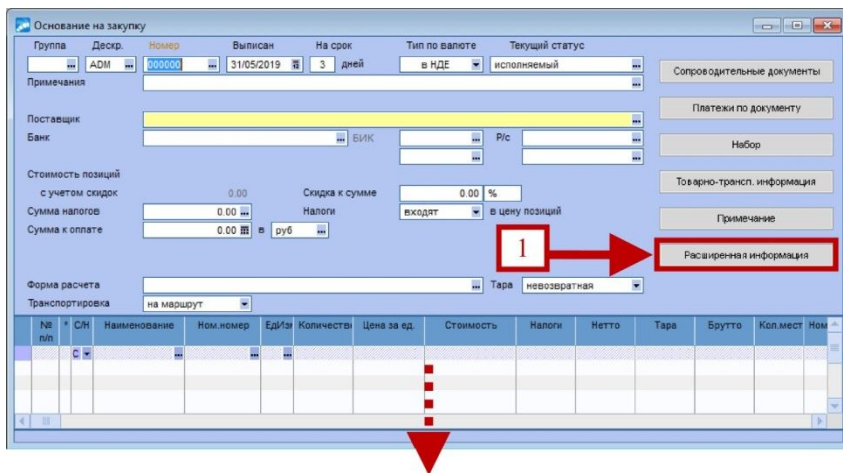 Основание на закупку
Группа Дескр. Номер Выписан На срок Тип по валюте Текущий статус
ADM 000000 31/05/2019 3 дней в НДЕ исполняемый
Сопроводительные документы
Примечания
Платежи по документу
Поставщик
Банк БИК Р/с
Набор
Стоимость позиций
Товарно-трансп. информация
с учетом скидок 0.00 Скидка к сумме 0.00 %
Сумма налогов 0.00 Налоги входят в цену позиций
Примечание
Сумма к оплате 0.00 в руб
1
Расширенная информация
Форма расчета Тара невозвратная
Транспортировка на маршрут
№ п/п * С/Н Наименование Ном.номер ЕдИзм Количество Цена за ед. Стоимость Налоги Нетто Тара Брутто Кол.мест Ном
С